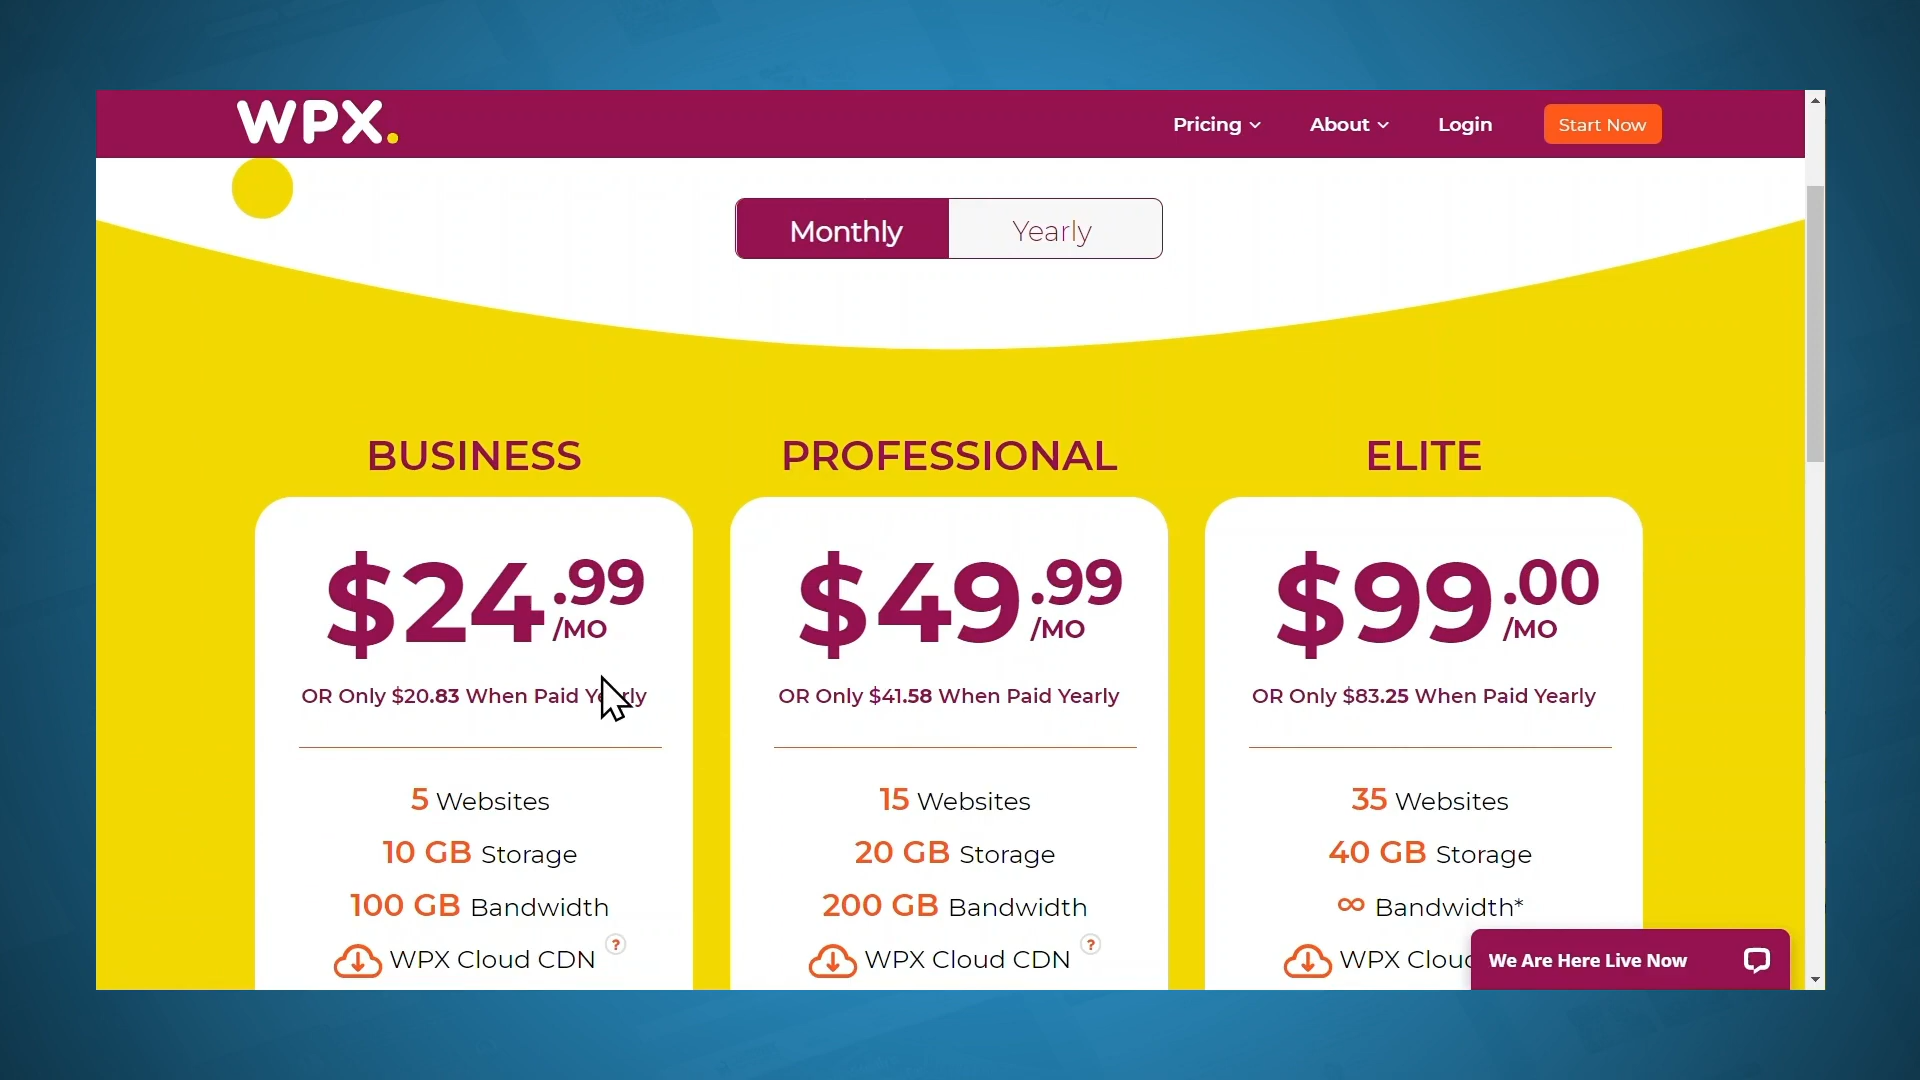 WPX.
Pricing About Login Start Now
Monthly Yearly
BUSINESS
$24.99/MO
OR Only $20.83 When Paid Yearly
5 Websites
10 GB Storage
100 GB Bandwidth
WPX Cloud CDN ?
PROFESSIONAL
$49.99/MO
OR Only $41.58 When Paid Yearly
15 Websites
20 GB Storage
200 GB Bandwidth
WPX Cloud CDN ?
ELITE
$99.00/MO
OR Only $83.25 When Paid Yearly
35 Websites
40 GB Storage
∞ Bandwidth*
WPX
We Are Here Live Now